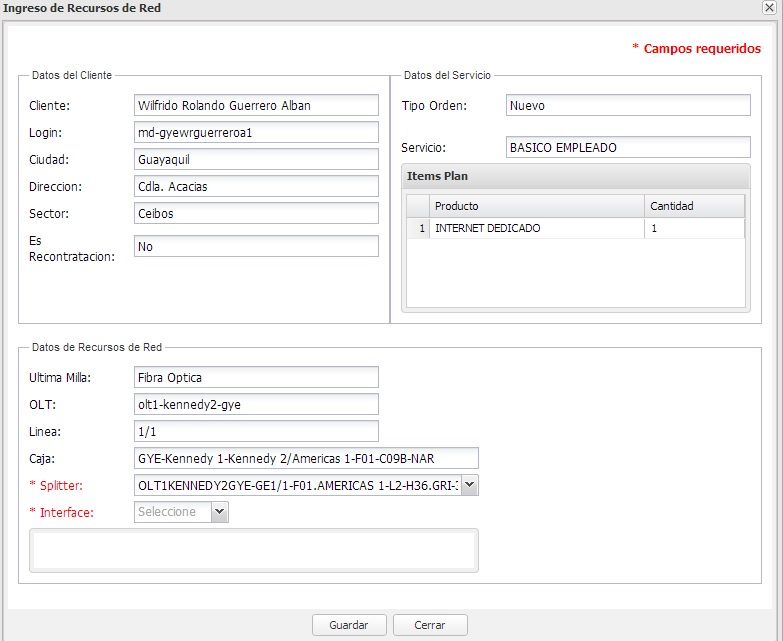 Ingreso de Recursos de Red
* Campos requeridos
Datos del Cliente
Cliente: Wilfrido Rolando Guerrero Alban
Login: md-gyewrguerreroa1
Ciudad: Guayaquil
Direccion: Cdla. Acacias
Sector: Ceibos
Es
Recontratacion: No
Datos del Servicio
Tipo Orden: Nuevo
Servicio: BASICO EMPLEADO
Items Plan
Producto Cantidad
1 INTERNET DEDICADO 1
Datos de Recursos de Red
Ultima Milla: Fibra Optica
OLT: olt1-kennedy2-gye
Linea: 1/1
Caja: GYE-Kennedy 1-Kennedy 2/Americas 1-F01-C09B-NAR
* Splitter: OLT1KENNEDY2GYE-GE1/1-F01.AMERICAS 1-L2-H36.GRI-
* Interface: Seleccione
Guardar Cerrar